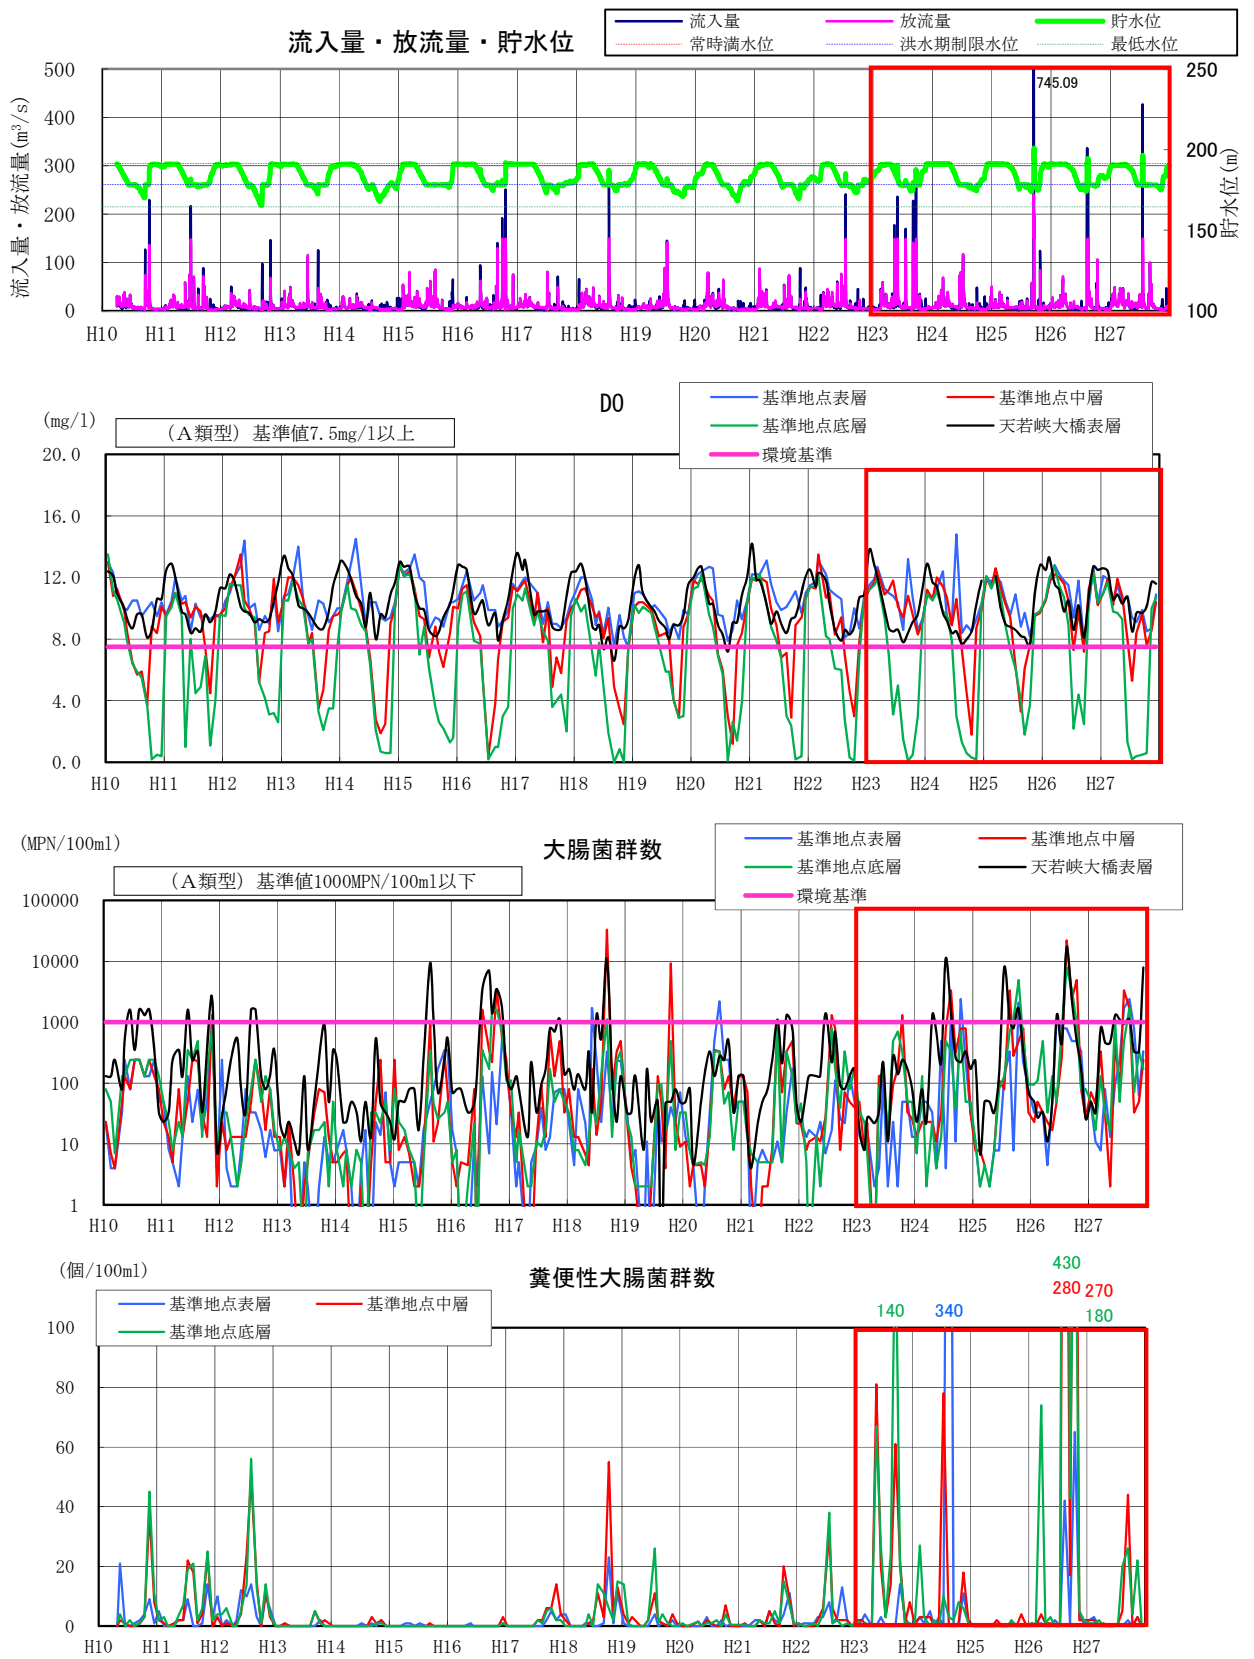 流入量・放流量・貯水位
流入量 放流量 貯水位
常時満水位 洪水期制限水位 最低水位
流入量・放流量(m³/s)
貯水位(m)
500 250
745.09
400
300 200
200 150
100
0 100
H10 H11 H12 H13 H14 H15 H16 H17 H18 H19 H20 H21 H22 H23 H24 H25 H26 H27
DO
(mg/l)
(A類型) 基準値7.5mg/l以上
基準地点表層 基準地点中層
基準地点底層 天若峡大橋表層
環境基準
20.0
16.0
12.0
8.0
4.0
0.0
H10 H11 H12 H13 H14 H15 H16 H17 H18 H19 H20 H21 H22 H23 H24 H25 H26 H27
(MPN/100ml)
大腸菌群数
(A類型) 基準値1000MPN/100ml以下
基準地点表層 基準地点中層
基準地点底層 天若峡大橋表層
環境基準
100000
10000
1000
100
10
1
H10 H11 H12 H13 H14 H15 H16 H17 H18 H19 H20 H21 H22 H23 H24 H25 H26 H27
(個/100ml)
糞便性大腸菌群数
基準地点表層 基準地点中層
基準地点底層
430
280 270
140 340 180
100
80
60
40
20
0
H10 H11 H12 H13 H14 H15 H16 H17 H18 H19 H20 H21 H22 H23 H24 H25 H26 H27